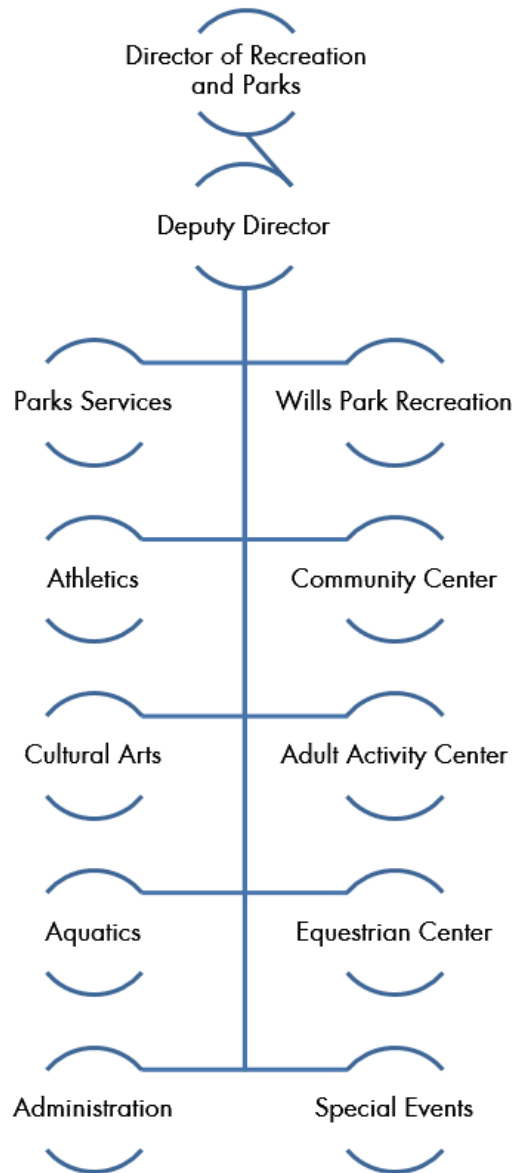 Director of Recreation
and Parks
Deputy Director
Parks Services
Wills Park Recreation
Athletics
Community Center
Cultural Arts
Adult Activity Center
Aquatics
Equestrian Center
Administration
Special Events